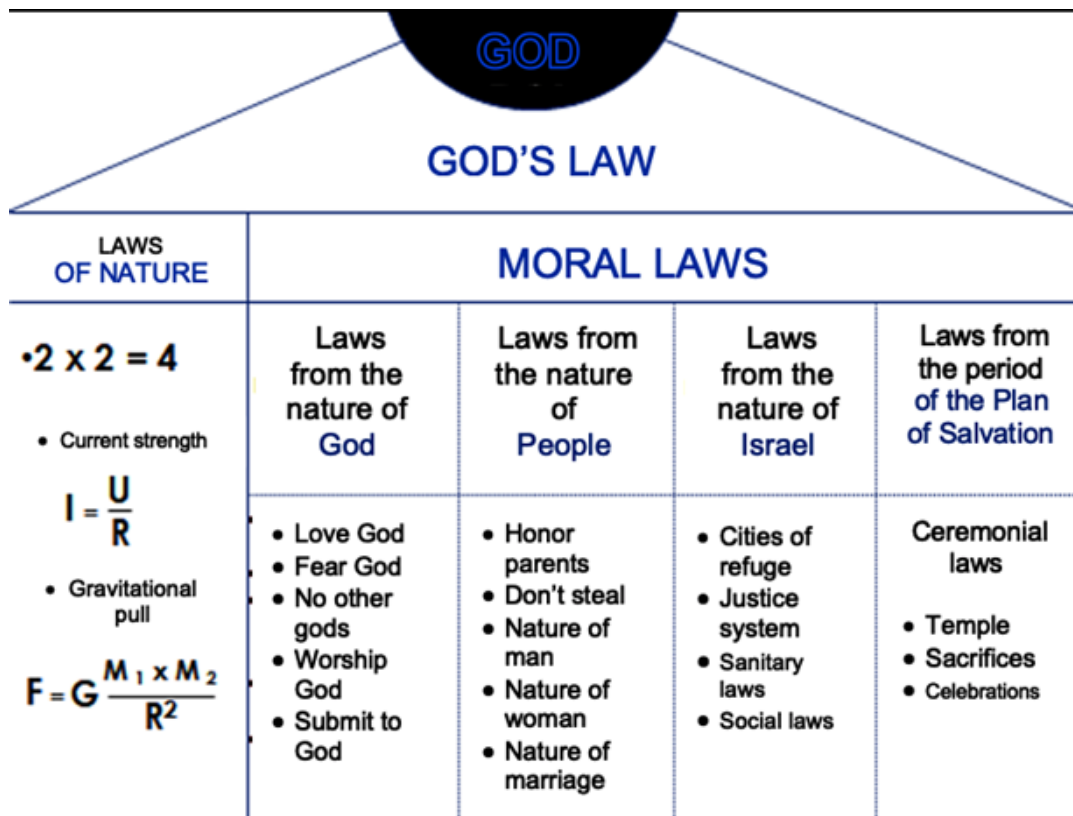 GOD
GOD'S LAW
LAWS
OF NATURE
MORAL LAWS
•2 x 2 = 4
• Current strength
I = U
R
• Gravitational
pull
F = G M 1 x M 2
R²
Laws
from the
nature of
God
• Love God
• Fear God
• No other
gods
• Worship
God
• Submit to
God
Laws from
the nature
of
People
• Honor
parents
• Don't steal
• Nature of
man
• Nature of
woman
• Nature of
marriage
Laws
from the
nature of
Israel
• Cities of
refuge
• Justice
system
• Sanitary
laws
• Social laws
Laws from
the period
of the Plan
of Salvation
Ceremonial
laws
• Temple
• Sacrifices
• Celebrations